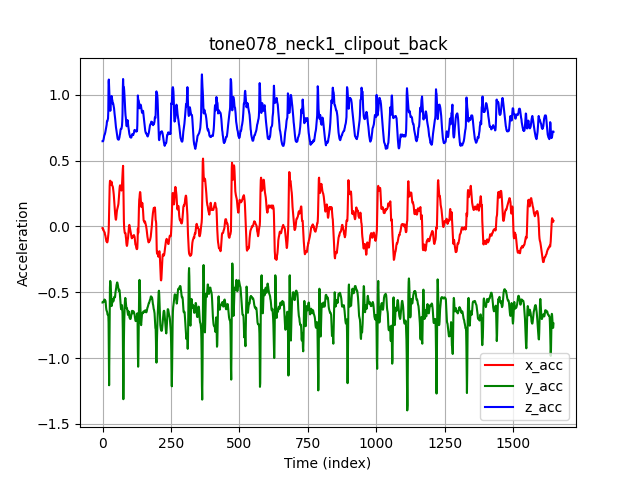 tone078_neck1_clipout_back
1.0
0.5
0.0
−0.5
−1.0
−1.5
Acceleration
0
250
500
750
1000
1250
1500
Time (index)
x_acc
y_acc
z_acc